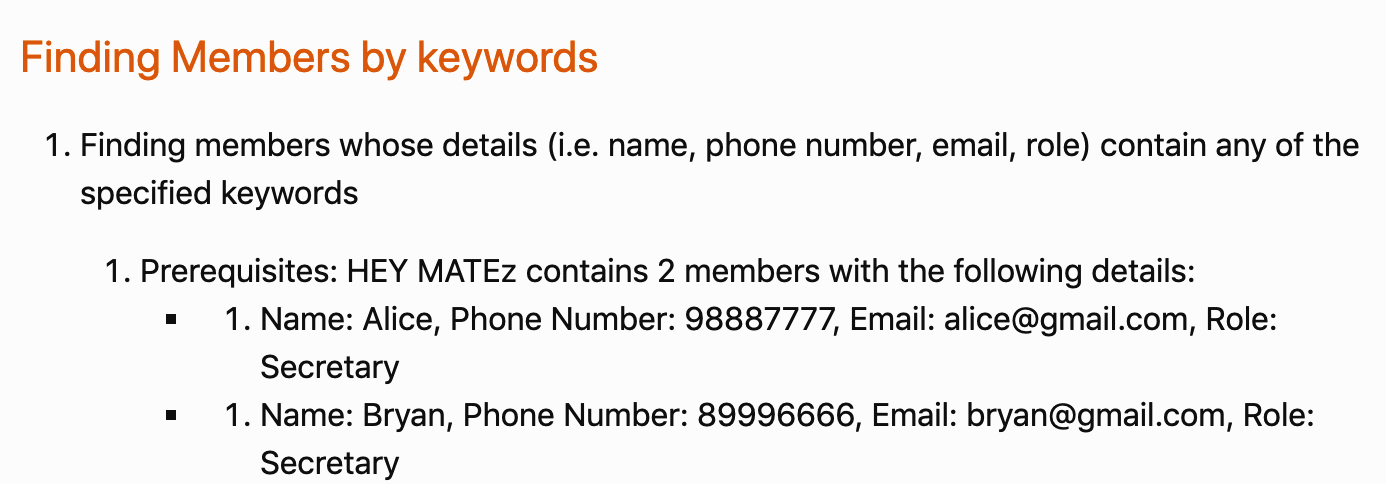 Finding Members by keywords
1. Finding members whose details (i.e. name, phone number, email, role) contain any of the
specified keywords
1. Prerequisites: HEY MATEz contains 2 members with the following details:
▪ 1. Name: Alice, Phone Number: 98887777, Email: alice@gmail.com, Role:
Secretary
▪ 1. Name: Bryan, Phone Number: 89996666, Email: bryan@gmail.com, Role:
Secretary